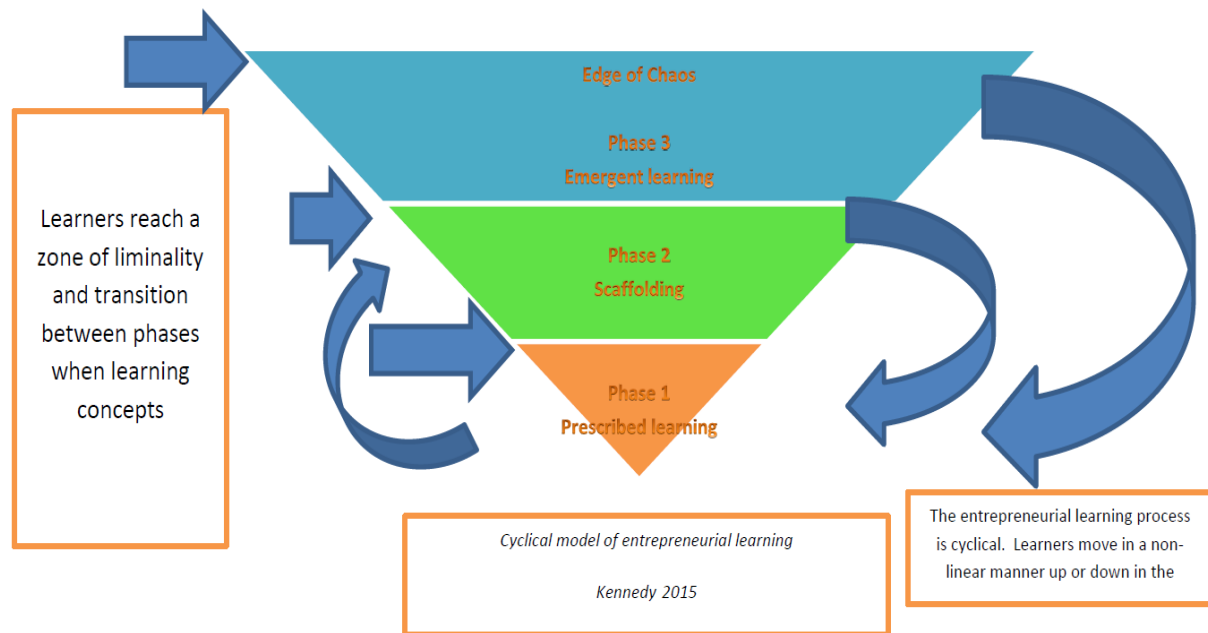 Edge of Chaos
Phase 3
Emergent learning
Learners reach a
zone of liminality
and transition
between phases
when learning
concepts
Phase 2
Scaffolding
Phase 1
Prescribed learning
Cyclical model of entrepreneurial learning
Kennedy 2015
The entrepreneurial learning process
is cyclical. Learners move in a non-
linear manner up or down in the